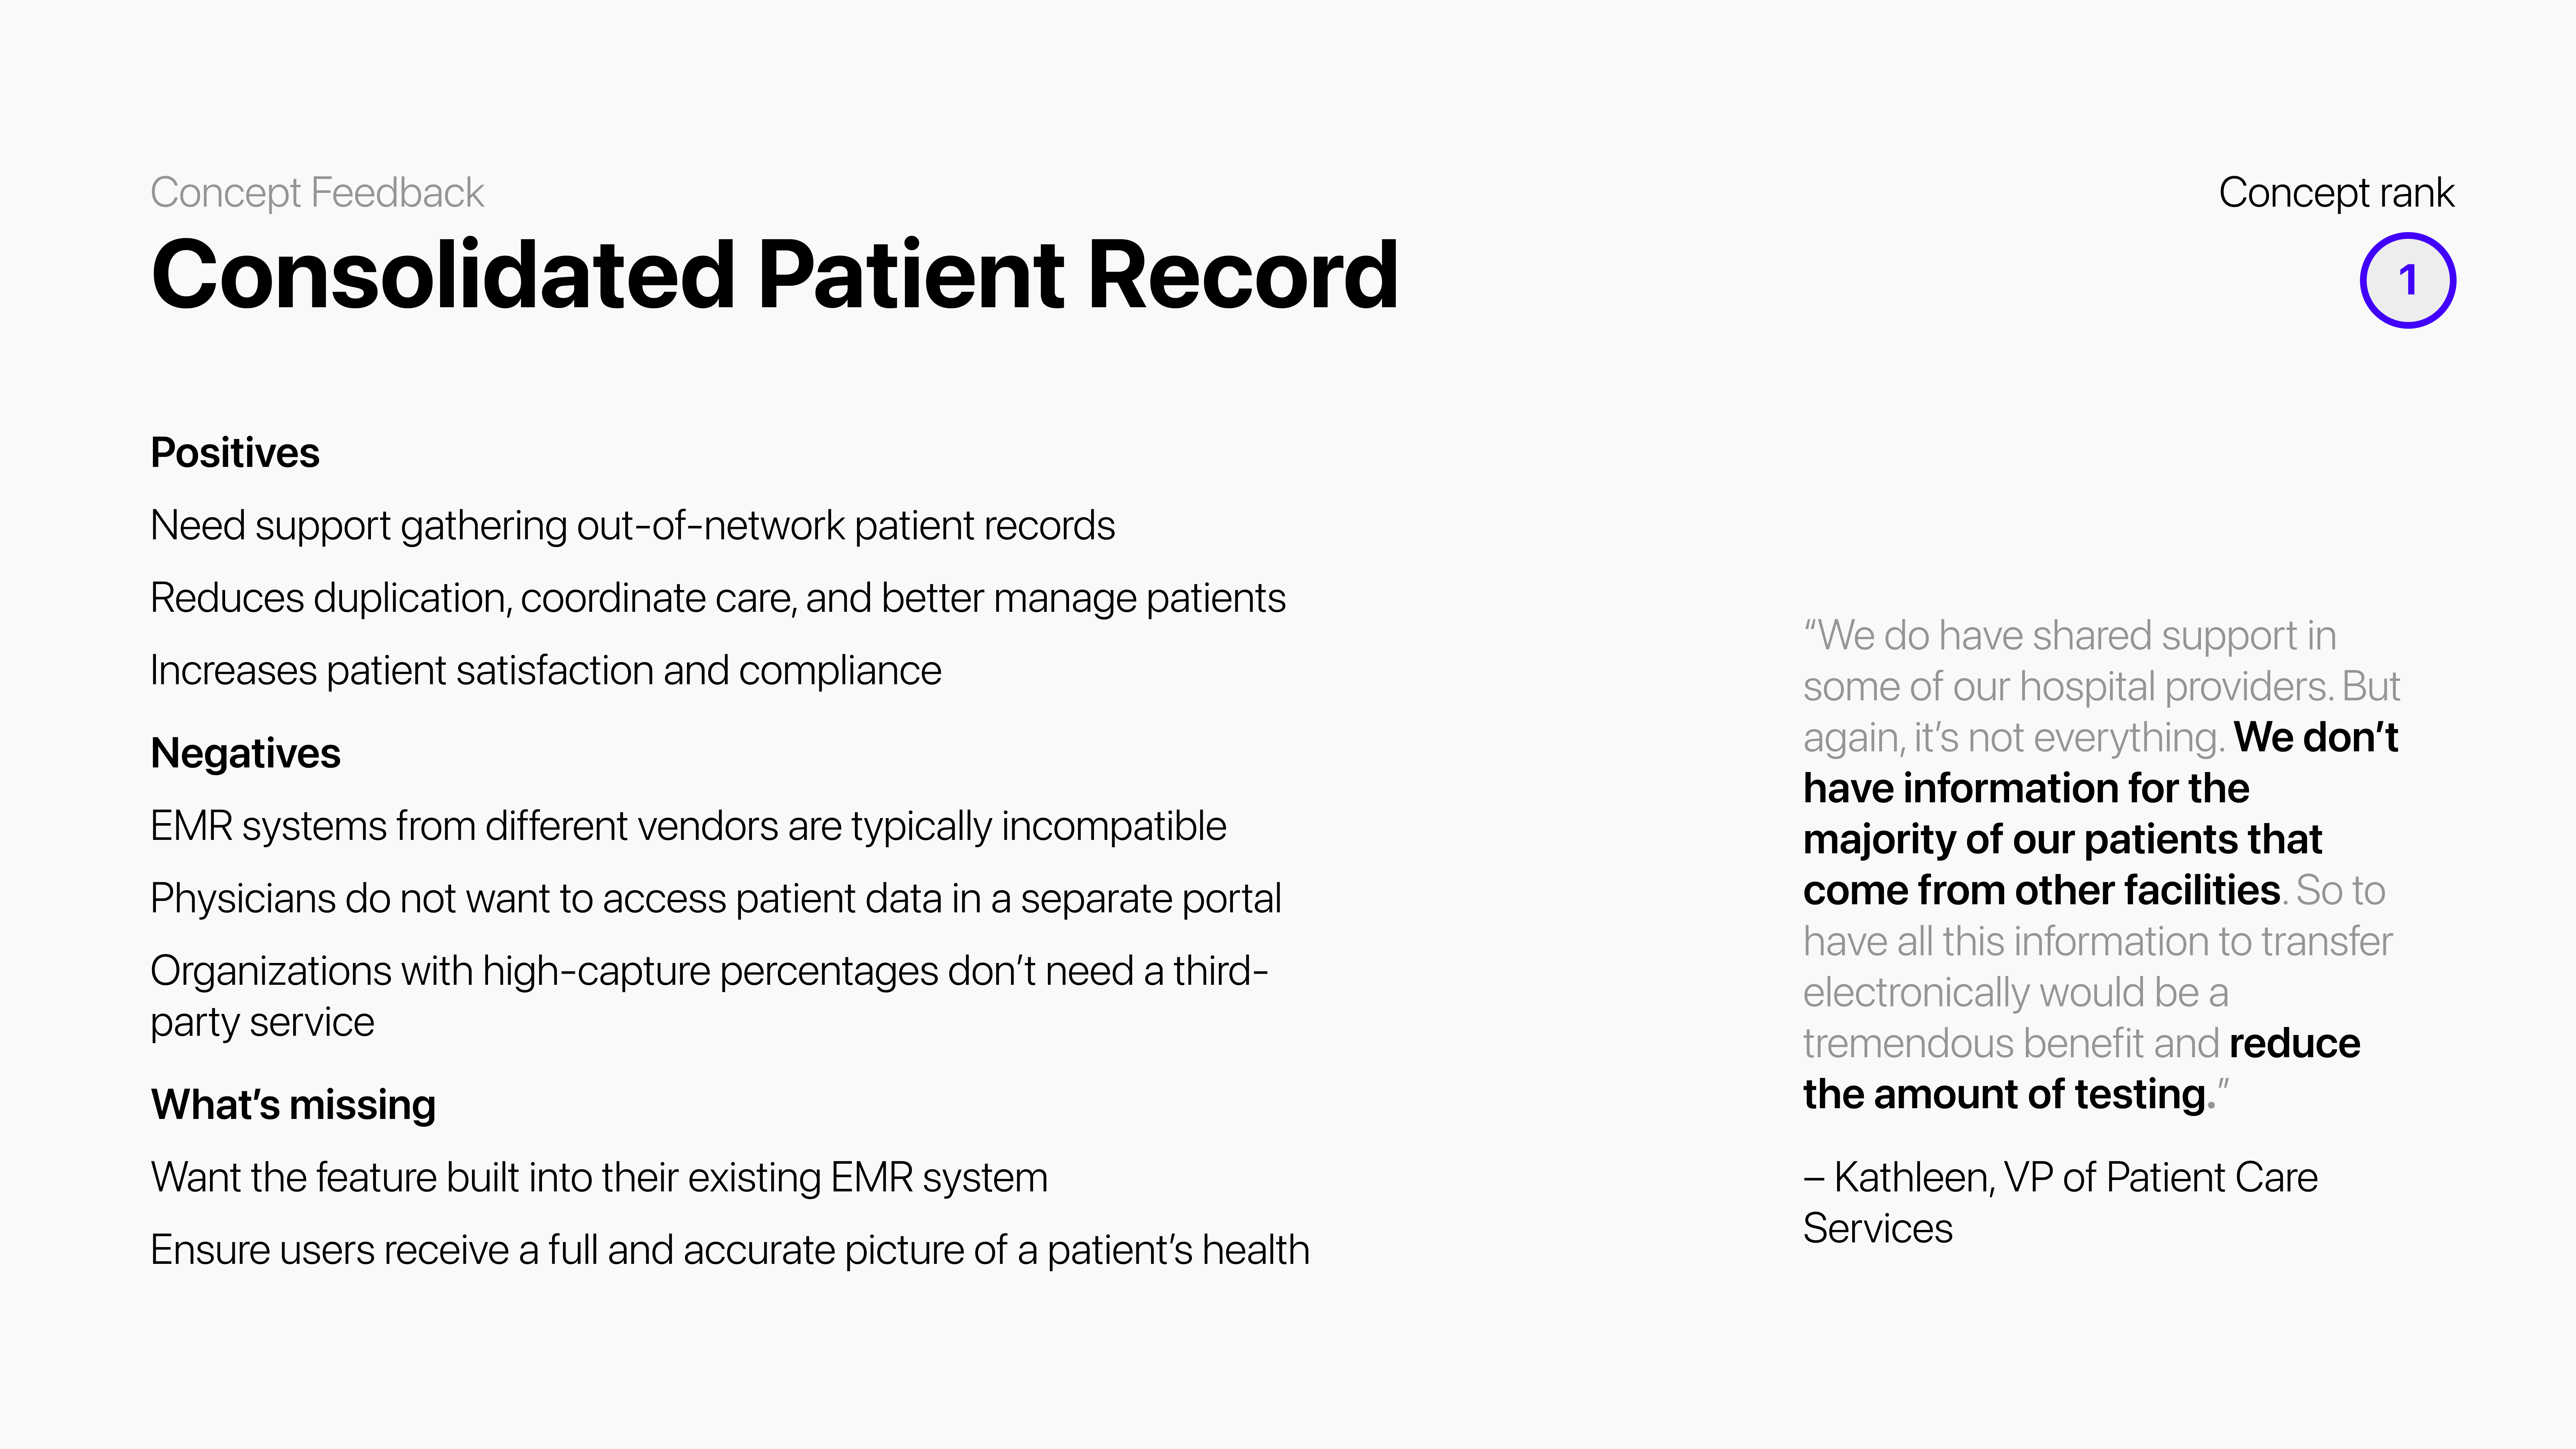 Concept Feedback
Consolidated Patient Record
Concept rank
1
Positives
Need support gathering out-of-network patient records
Reduces duplication, coordinate care, and better manage patients
Increases patient satisfaction and compliance
Negatives
EMR systems from different vendors are typically incompatible
Physicians do not want to access patient data in a separate portal
Organizations with high-capture percentages don’t need a third-
party service
What’s missing
Want the feature built into their existing EMR system
Ensure users receive a full and accurate picture of a patient’s health
“We do have shared support in
some of our hospital providers. But
again, it’s not everything. We don’t
have information for the
majority of our patients that
come from other facilities. So to
have all this information to transfer
electronically would be a
tremendous benefit and reduce
the amount of testing.”
– Kathleen, VP of Patient Care
Services